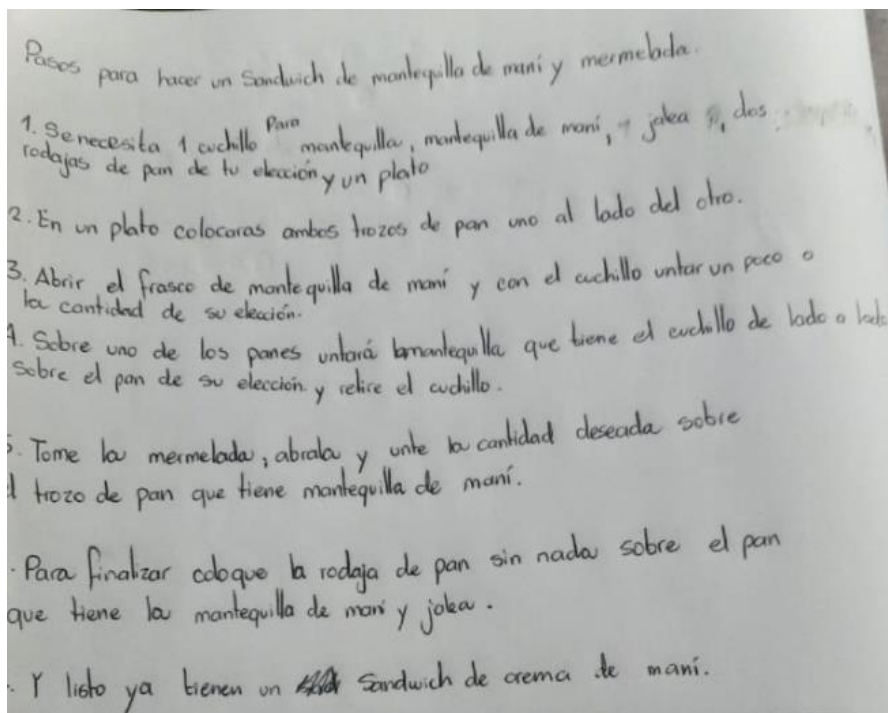 Pasos para hacer un Sandwich de mantequilla de maní y mermelada.
1. Se necesita 1 cuchillo Para mantequilla, mantequilla de maní, jalea, dos
rodajas de pan de tu elección y un plato
2. En un plato colocaras ambos trozos de pan uno al lado del otro.
3. Abrir el frasco de mantequilla de maní y con el cuchillo untar un poco o
la cantidad de su elección.
4. Sobre uno de los panes untará la mantequilla que tiene el cuchillo de lado a lado
sobre el pan de su elección y retire el cuchillo.
5. Tome la mermelada, abrala y unte la cantidad deseada sobre
l trozo de pan que tiene mantequilla de maní.
. Para finalizar coloque la rodaja de pan sin nada sobre el pan
que tiene la mantequilla de maní y jalea.
. Y listo ya tienen un Sandwich de crema de maní.